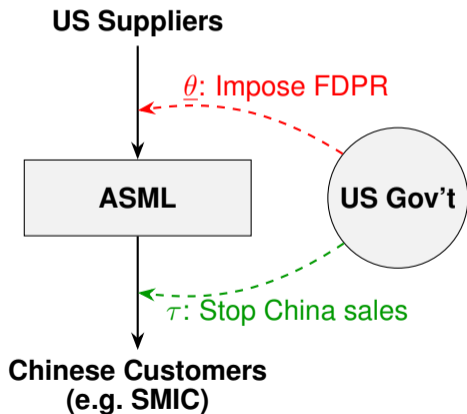 US Suppliers
θ: Impose FDPR
ASML
US Gov't
τ: Stop China sales
Chinese Customers
(e.g. SMIC)